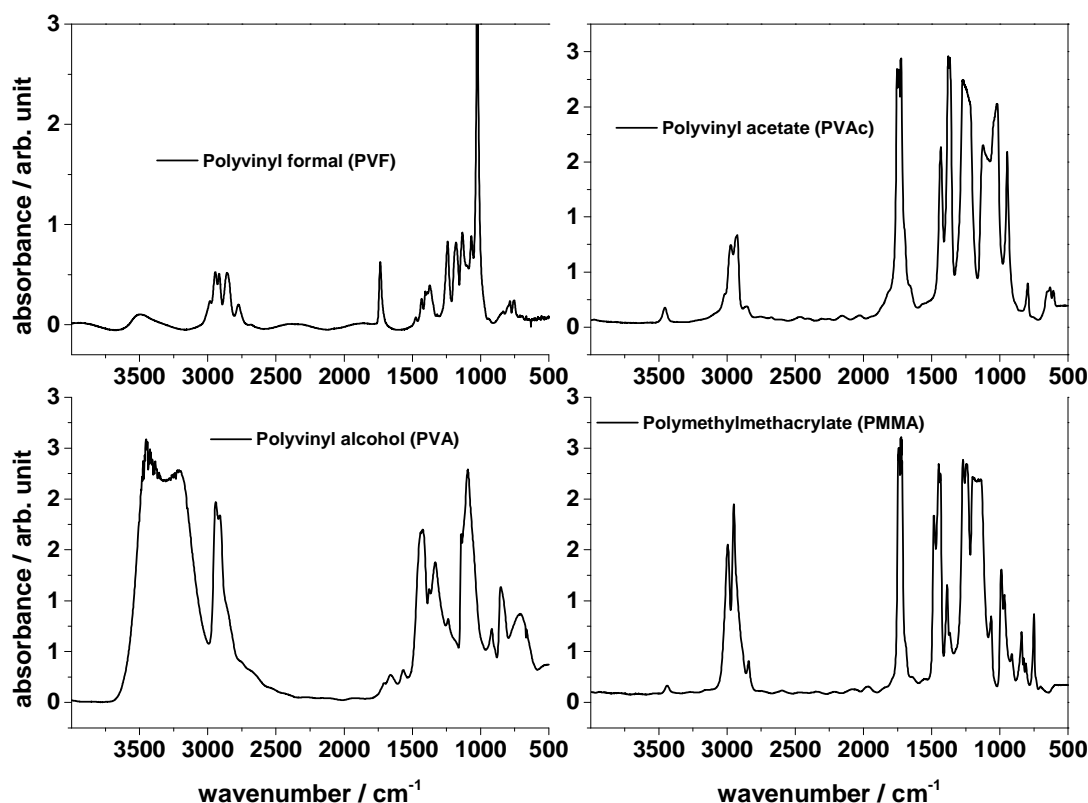 3
2
1
0
absorbance / arb. unit
Polyvinyl formal (PVF)
3500 3000 2500 2000 1500 1000 500
3
2
2
1
1
0
Polyvinyl acetate (PVAc)
3500 3000 2500 2000 1500 1000 500
3
2
2
1
1
0
absorbance / arb. unit
Polyvinyl alcohol (PVA)
3500 3000 2500 2000 1500 1000 500
wavenumber / cm⁻¹
3
2
2
1
1
0
Polymethylmethacrylate (PMMA)
3500 3000 2500 2000 1500 1000 500
wavenumber / cm⁻¹